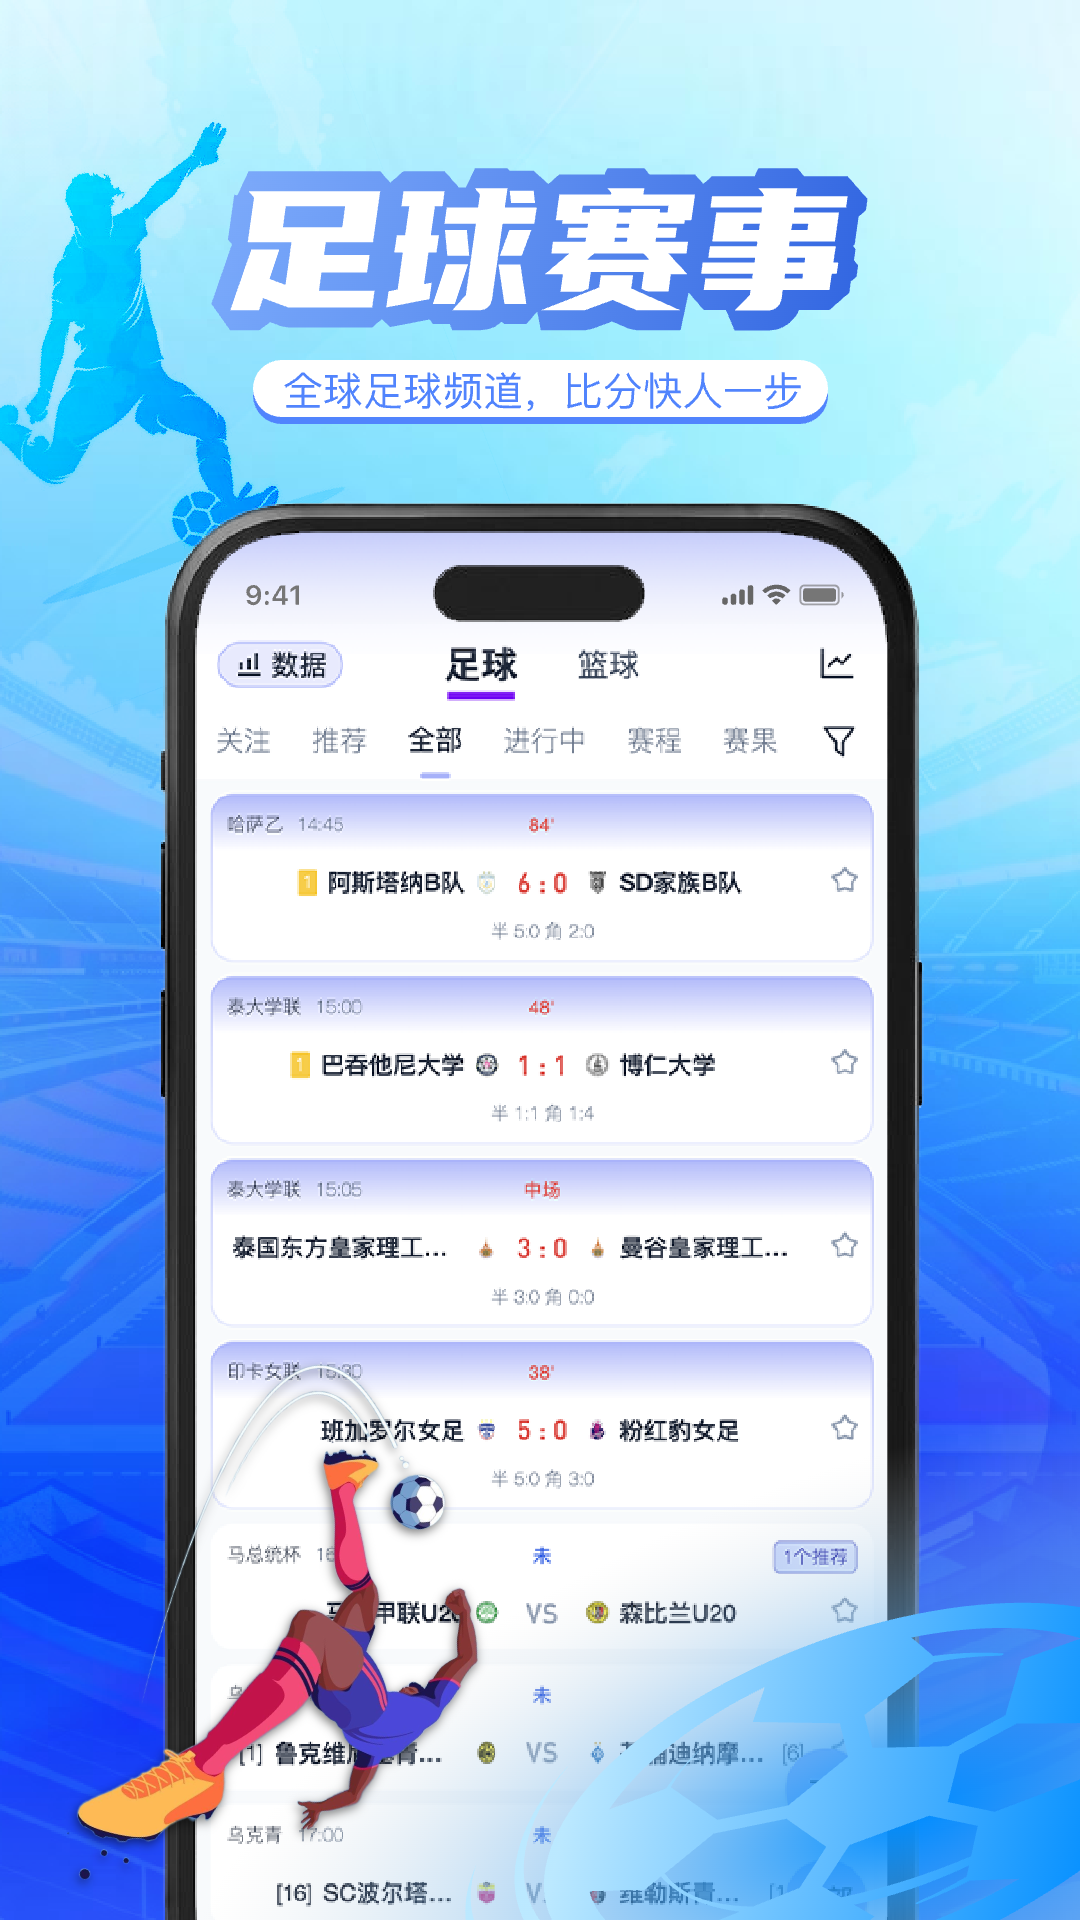 足球赛事
全球足球频道，比分快人一步
9:41
数据 足球 篮球
关注 推荐 全部 进行中 赛程 赛果
哈萨乙 14:45 84'
1 阿斯塔纳B队 6 : 0 SD家族B队
半 5:0 角 2:0
泰大学联 15:00 48'
1 巴吞他尼大学 1 : 1 博仁大学
半 1:1 角 1:4
泰大学联 15:05 中场
泰国东方皇家理工... 3 : 0 曼谷皇家理工...
半 3:0 角 0:0
印卡女联 15:30 38'
班加罗尔女足 5 : 0 粉红豹女足
半 5:0 角 3:0
马总统杯 未 1个推荐
甲联U20 VS 森比兰U20
未
[1] 鲁克维 青... VS 迪纳摩... [6]
乌克青 17:00 未
[16] SC波尔塔... 维勒斯青...